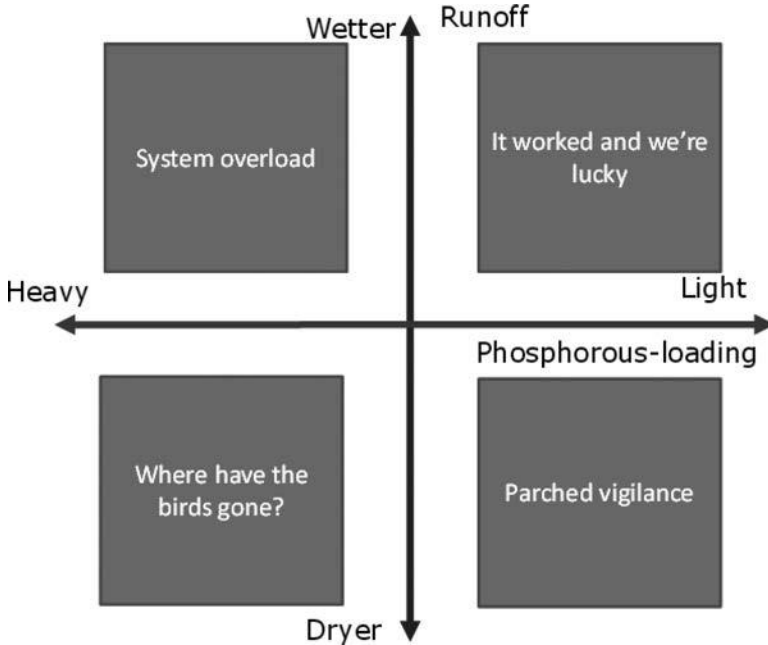 Wetter
Runoff
System overload
It worked and we’re
lucky
Heavy
Light
Phosphorous-loading
Where have the
birds gone?
Parched vigilance
Dryer